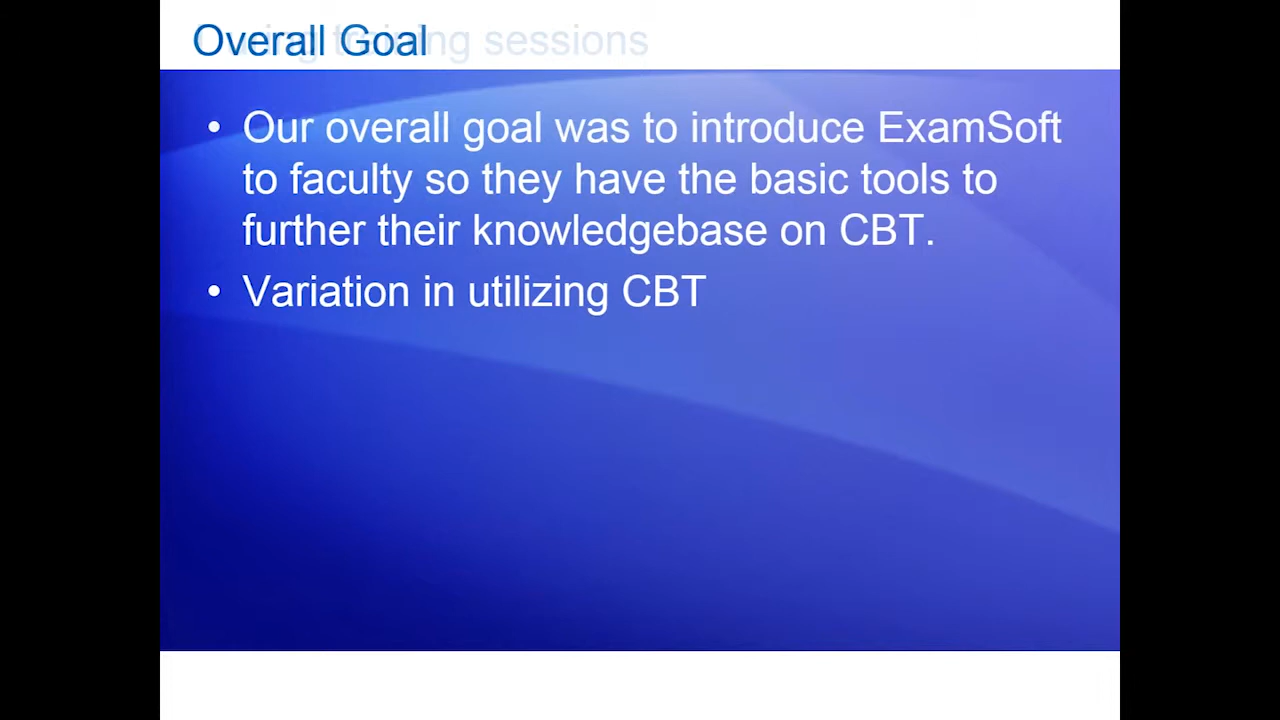 Overall Goal
sessions
• Our overall goal was to introduce ExamSoft
to faculty so they have the basic tools to
further their knowledgebase on CBT.
• Variation in utilizing CBT